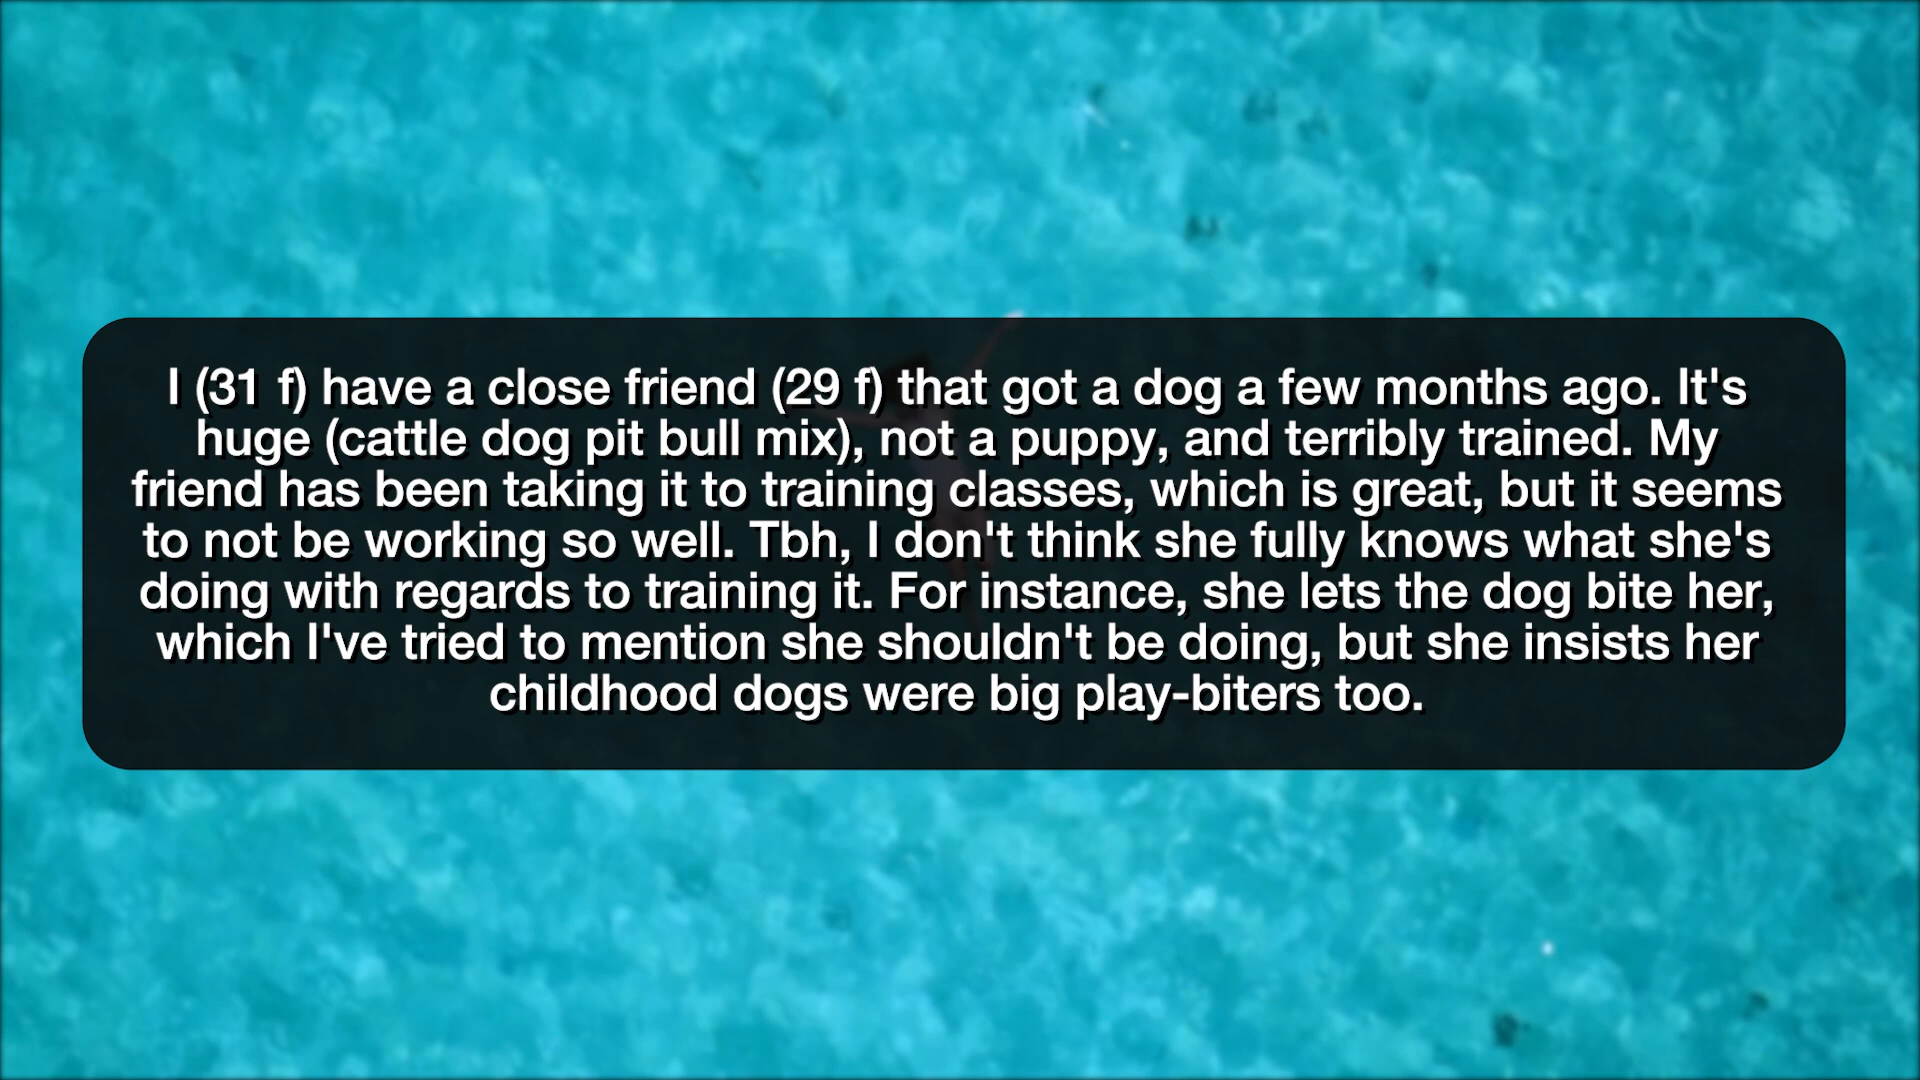 I (31 f) have a close friend (29 f) that got a dog a few months ago. It's
huge (cattle dog pit bull mix), not a puppy, and terribly trained. My
friend has been taking it to training classes, which is great, but it seems
to not be working so well. Tbh, I don't think she fully knows what she's
doing with regards to training it. For instance, she lets the dog bite her,
which I've tried to mention she shouldn't be doing, but she insists her
childhood dogs were big play-biters too.